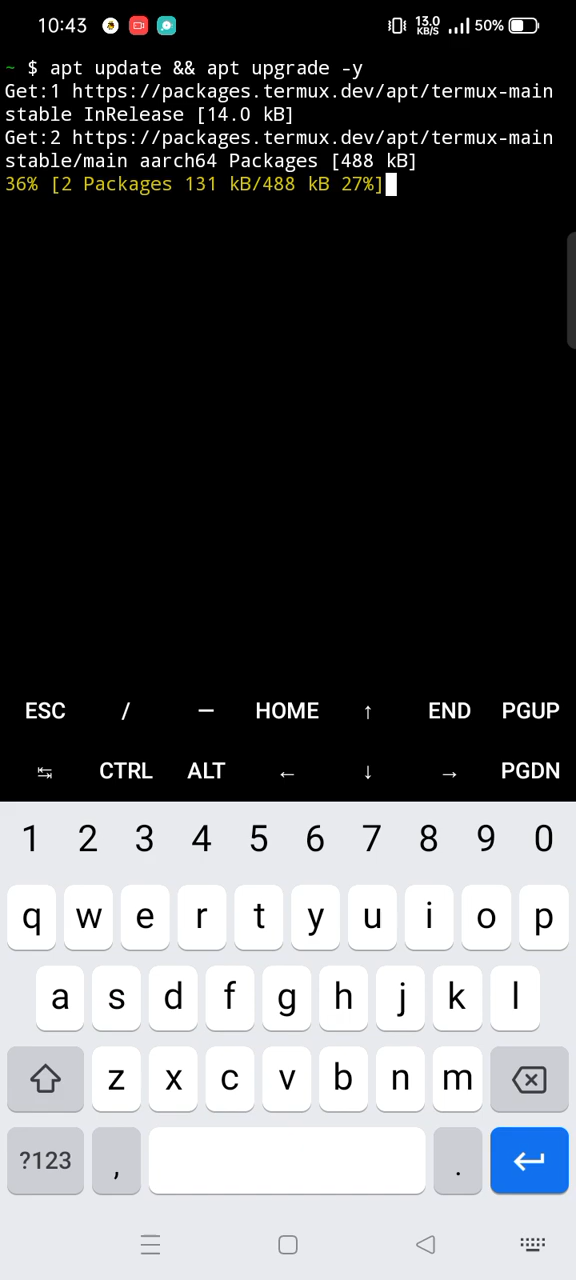 10:43 13.0 KB/S 50%
~ $ apt update && apt upgrade -y
Get:1 https://packages.termux.dev/apt/termux-main
stable InRelease [14.0 kB]
Get:2 https://packages.termux.dev/apt/termux-main
stable/main aarch64 Packages [488 kB]
36% [2 Packages 131 kB/488 kB 27%]
ESC / — HOME ↑ END PGUP
↹ CTRL ALT ← ↓ → PGDN
1 2 3 4 5 6 7 8 9 0
q w e r t y u i o p
a s d f g h j k l
z x c v b n m
?123 , .